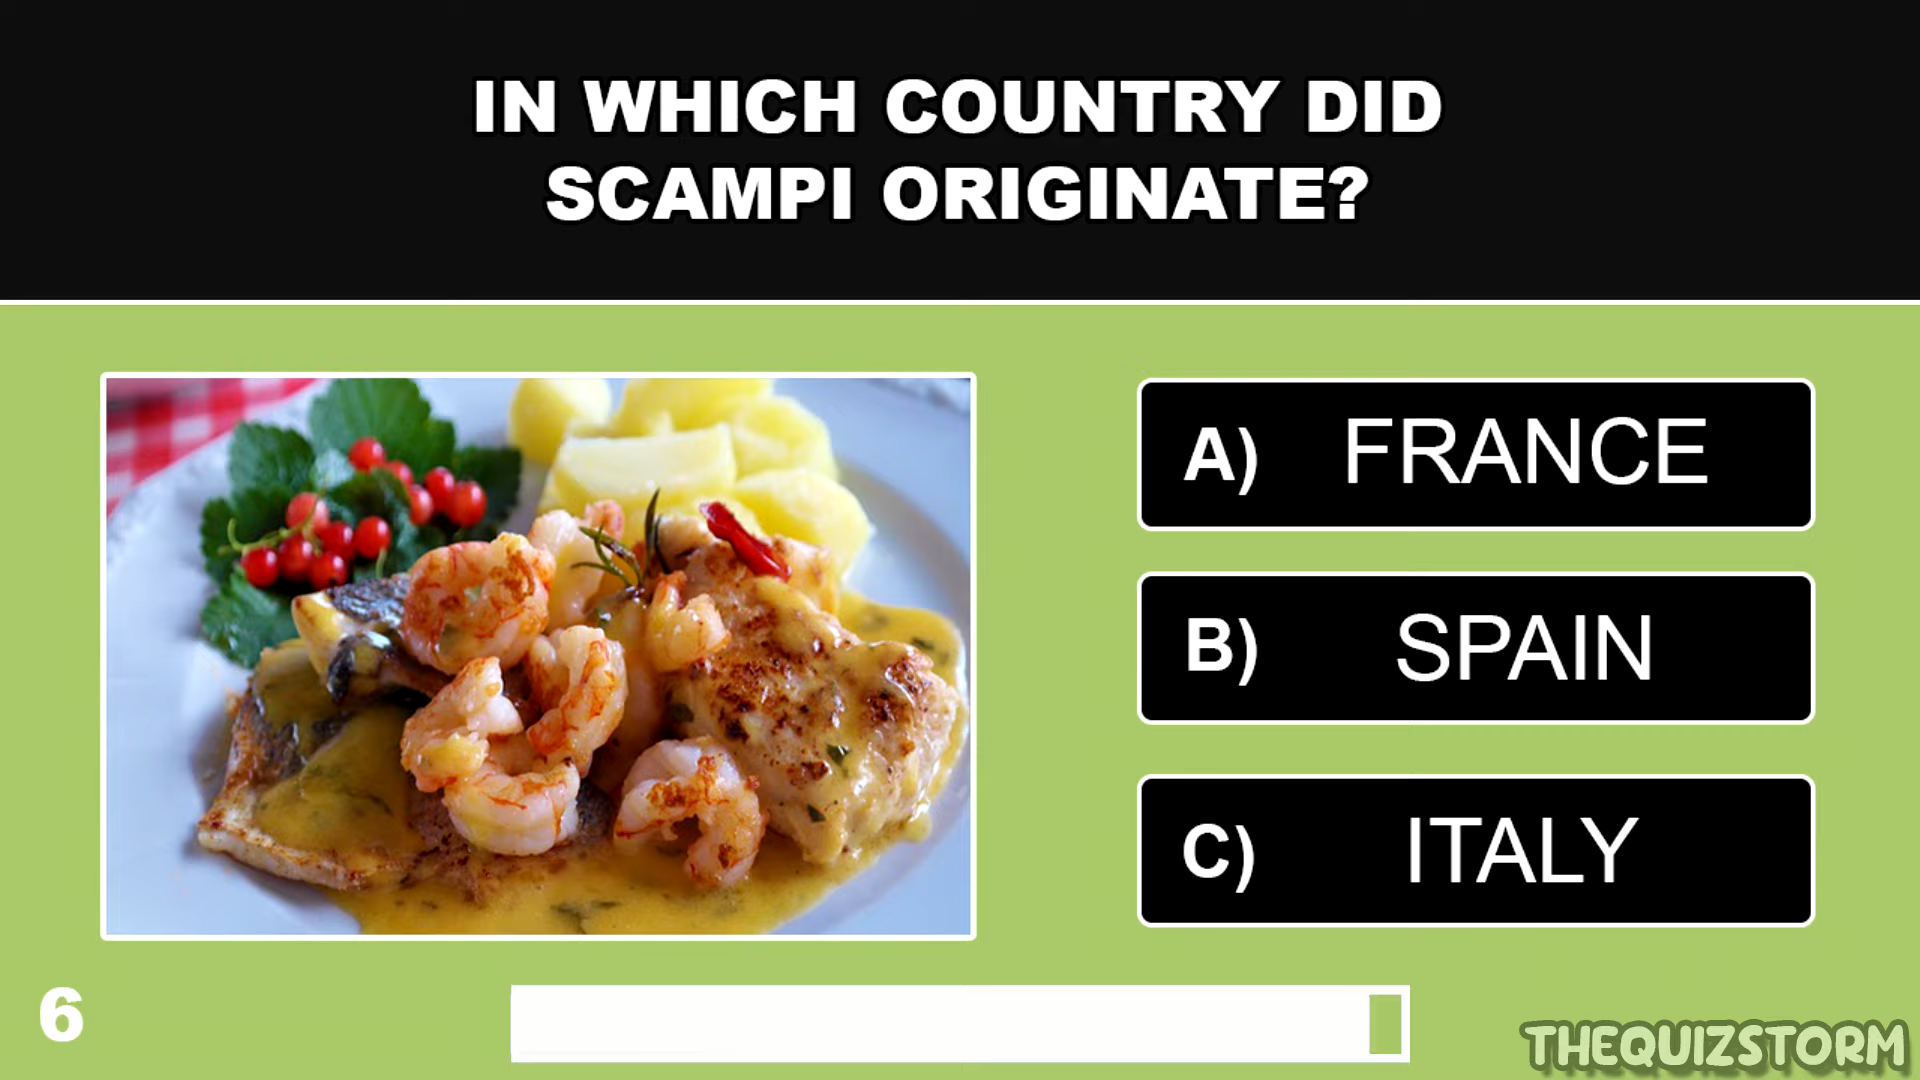 IN WHICH COUNTRY DID
SCAMPI ORIGINATE?
A) FRANCE
B) SPAIN
C) ITALY
6
THEQUIZSTORM